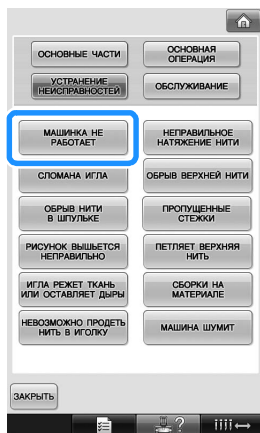 ОСНОВНЫЕ ЧАСТИ
ОСНОВНАЯ
ОПЕРАЦИЯ
УСТРАНЕНИЕ
НЕИСПРАВНОСТЕЙ
ОБСЛУЖИВАНИЕ
МАШИНКА НЕ
РАБОТАЕТ
НЕПРАВИЛЬНОЕ
НАТЯЖЕНИЕ НИТИ
СЛОМАНА ИГЛА
ОБРЫВ ВЕРХНЕЙ НИТИ
ОБРЫВ НИТИ
В ШПУЛЬКЕ
ПРОПУЩЕННЫЕ
СТЕЖКИ
РИСУНОК ВЫШЬЕТСЯ
НЕПРАВИЛЬНО
ПЕТЛЯЕТ ВЕРХНЯЯ
НИТЬ
ИГЛА РЕЖЕТ ТКАНЬ
ИЛИ ОСТАВЛЯЕТ ДЫРЫ
СБОРКИ НА
МАТЕРИАЛЕ
НЕВОЗМОЖНО ПРОДЕТЬ
НИТЬ В ИГОЛКУ
МАШИНА ШУМИТ
ЗАКРЫТЬ
?